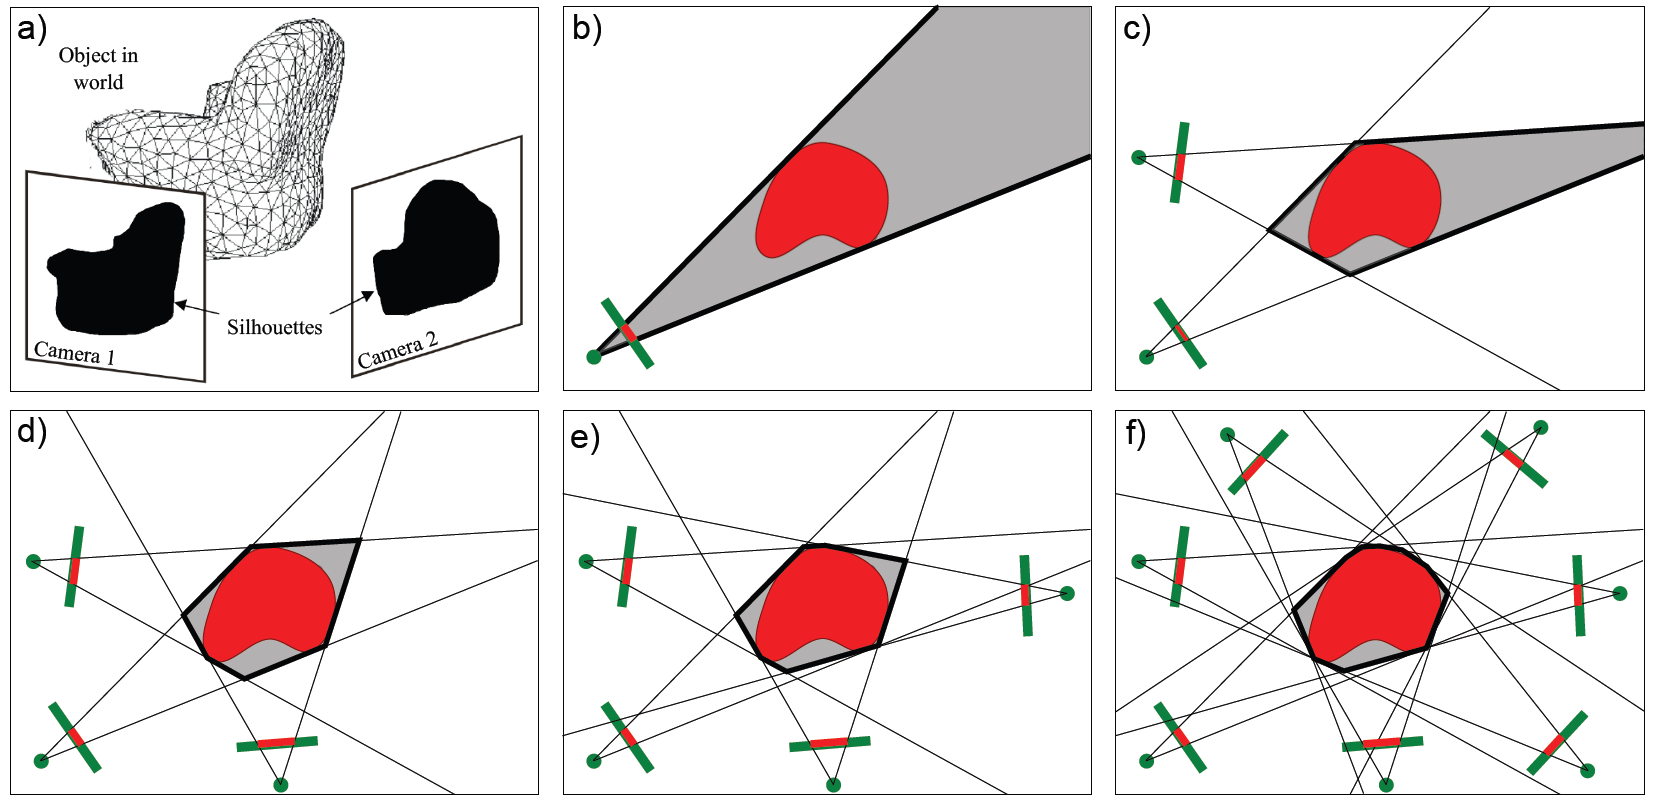 a)
Object in
world
Silhouettes
Camera 1
Camera 2
b)
c)
d)
e)
f)